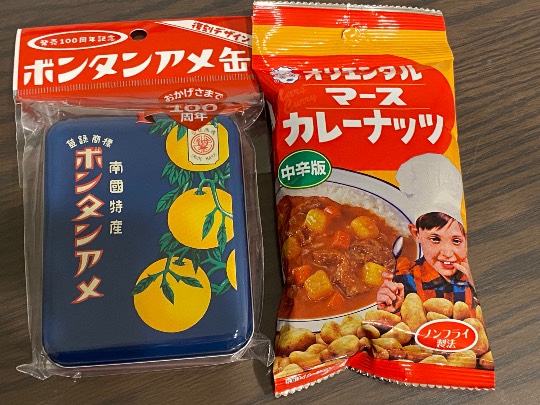 発売100周年記念
復刻デザイン
ボンタンアメ缶
おかげさまで
100
周年
登録商標
ボンタンアメ
南國特産
オリエンタル
マース
カレーナッツ
中辛版
ノンフライ
製法